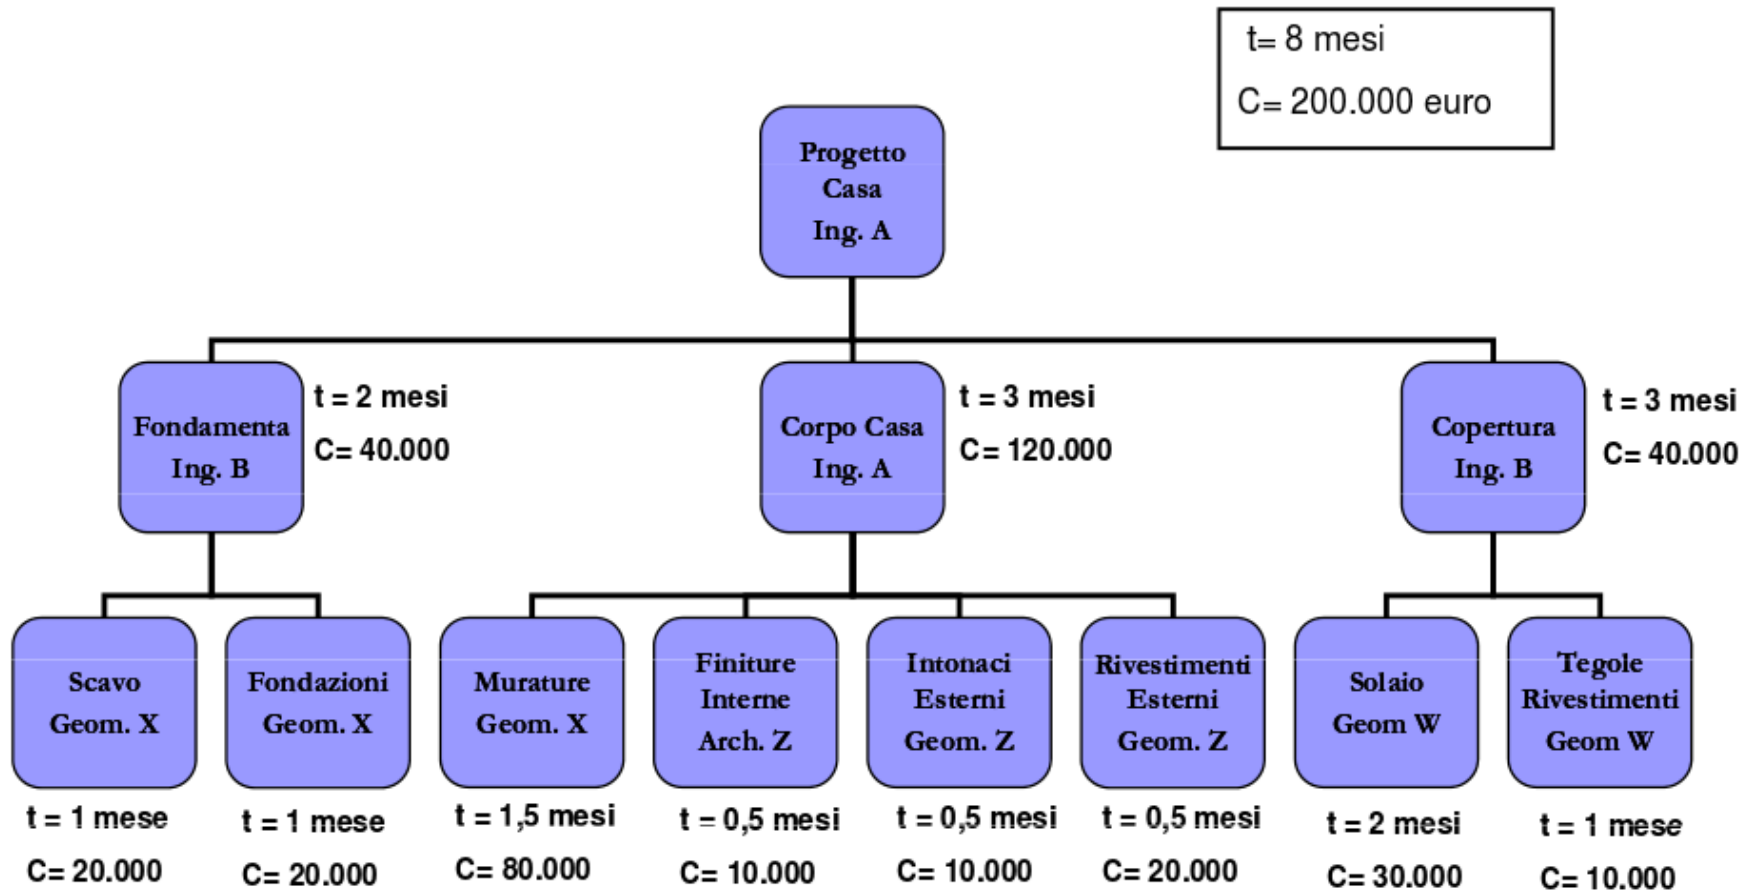 t= 8 mesi
C= 200.000 euro
Progetto
Casa
Ing. A
Fondamenta
Ing. B
t = 2 mesi
C= 40.000
Corpo Casa
Ing. A
t = 3 mesi
C= 120.000
Copertura
Ing. B
t = 3 mesi
C= 40.000
Scavo
Geom. X
t = 1 mese
C= 20.000
Fondazioni
Geom. X
t = 1 mese
C= 20.000
Murature
Geom. X
t = 1,5 mesi
C= 80.000
Finiture
Interne
Arch. Z
t = 0,5 mesi
C= 10.000
Intonaci
Esterni
Geom. Z
t = 0,5 mesi
C= 10.000
Rivestimenti
Esterni
Geom. Z
t = 0,5 mesi
C= 20.000
Solaio
Geom W
t = 2 mesi
C= 30.000
Tegole
Rivestimenti
Geom W
t = 1 mese
C= 10.000